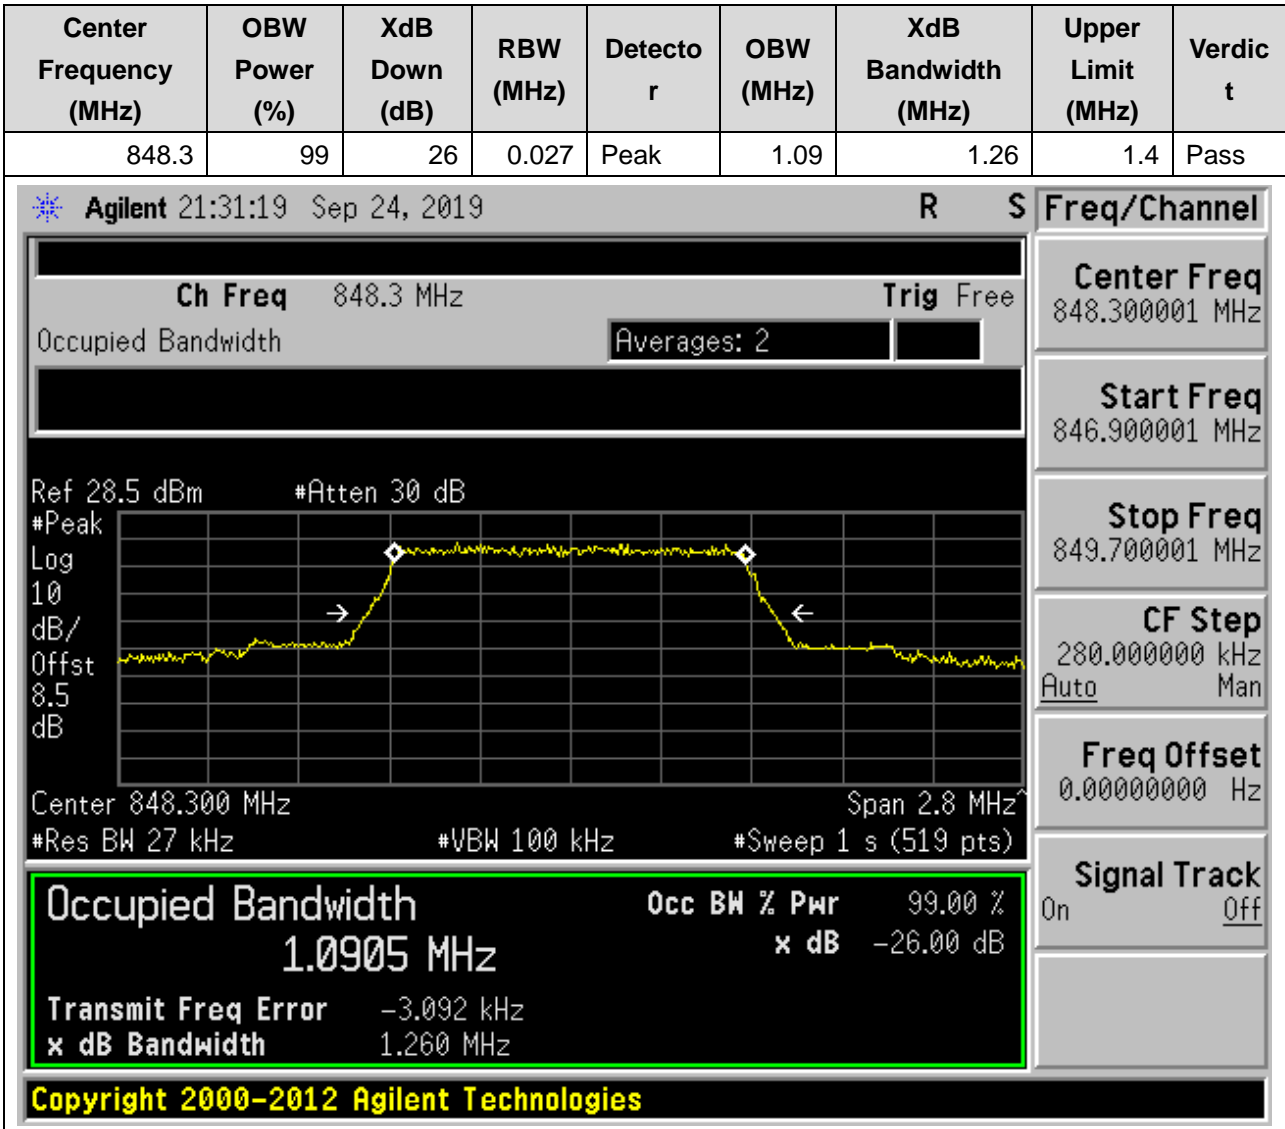 Center Frequency (MHz) OBW Power (%) XdB Down (dB) RBW (MHz) Detecto r OBW (MHz) XdB Bandwidth (MHz) Upper Limit (MHz) Verdic t
848.3 99 26 0.027 Peak 1.09 1.26 1.4 Pass
Agilent 21:31:19 Sep 24, 2019 R S
Ch Freq 848.3 MHz Trig Free
Occupied Bandwidth Averages: 2
Ref 28.5 dBm #Atten 30 dB
#Peak
Log
10
dB/
Offst
8.5
dB
Center 848.300 MHz Span 2.8 MHz^
#Res BW 27 kHz #VBW 100 kHz #Sweep 1 s (519 pts)
Occupied Bandwidth Occ BW % Pwr 99.00 %
1.0905 MHz x dB -26.00 dB
Transmit Freq Error -3.092 kHz
x dB Bandwidth 1.260 MHz
Copyright 2000-2012 Agilent Technologies
Freq/Channel
Center Freq
848.300001 MHz
Start Freq
846.900001 MHz
Stop Freq
849.700001 MHz
CF Step
280.000000 kHz
Auto Man
Freq Offset
0.00000000 Hz
Signal Track
On Off